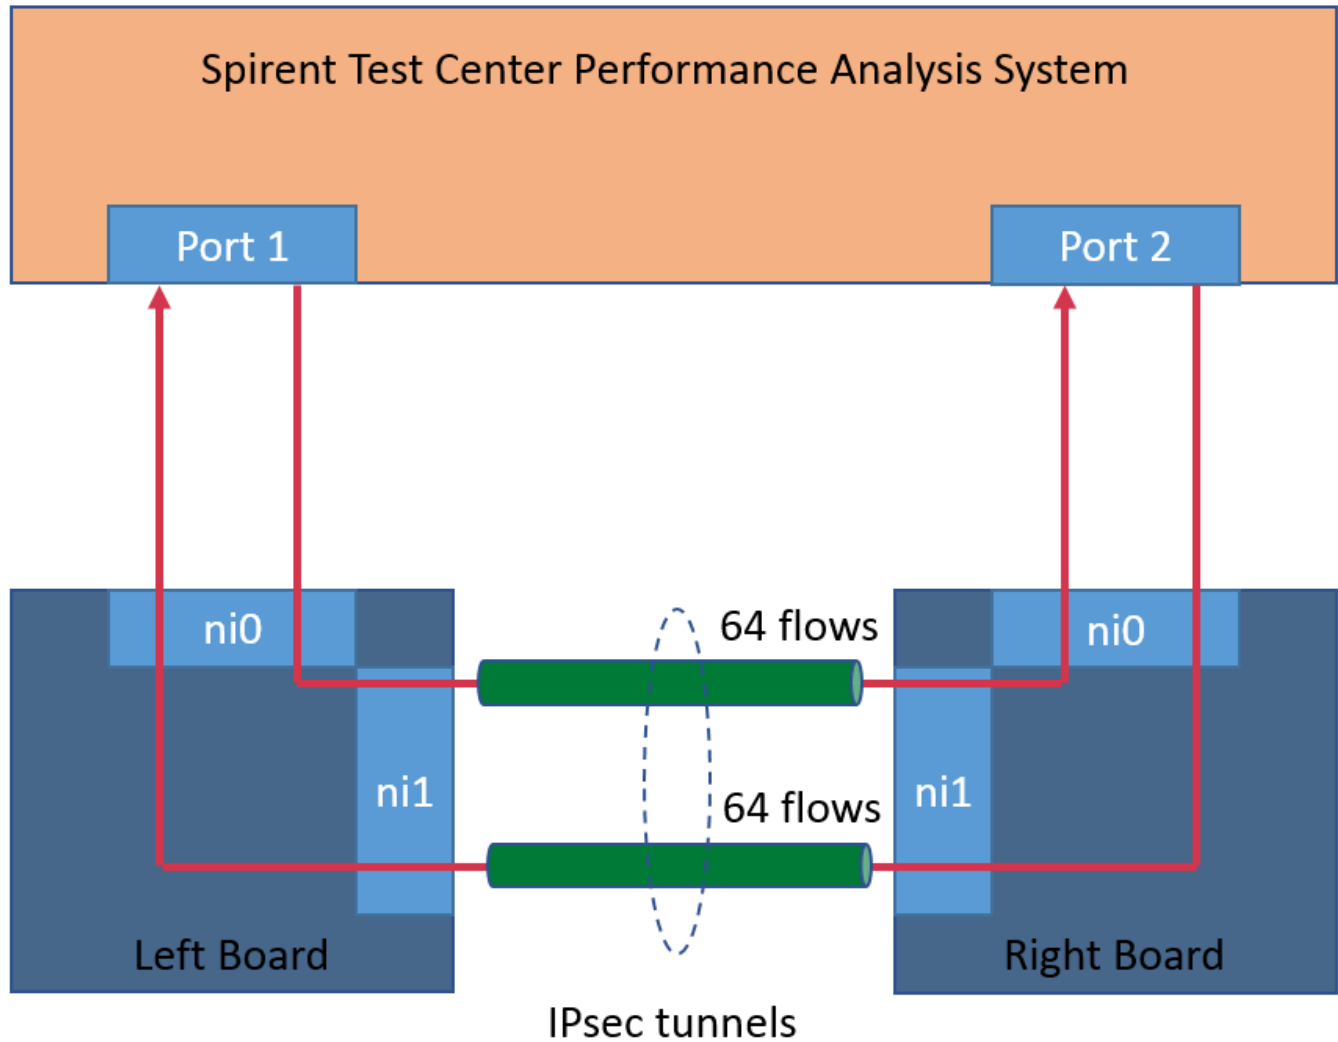 Spirent Test Center Performance Analysis System
Port 1
Port 2
ni0
64 flows
ni0
ni1
64 flows
ni1
Left Board
Right Board
IPsec tunnels